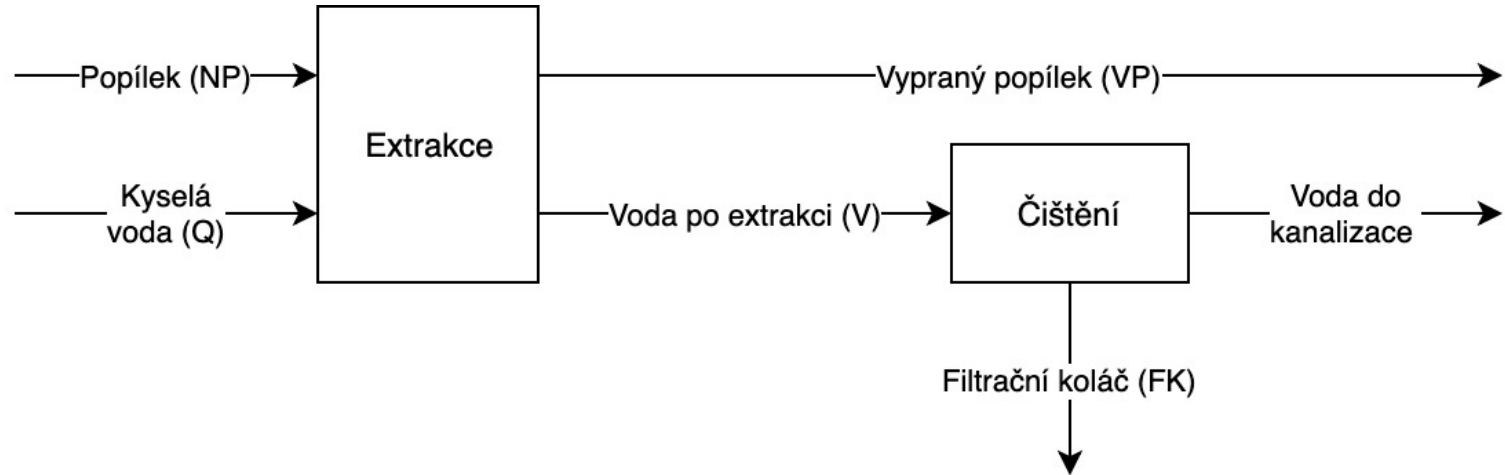 Popílek (NP)
Vypraný popílek (VP)
Extrakce
Kyselá
voda (Q)
Voda po extrakci (V)
Čištění
Voda do
kanalizace
Filtrační koláč (FK)